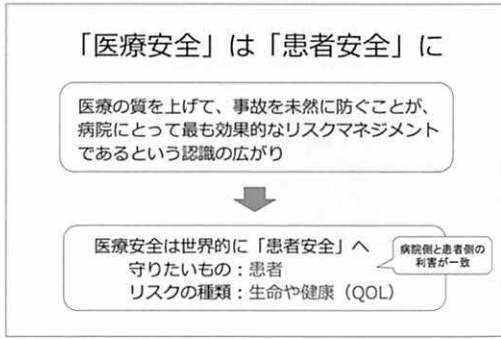 「医療安全」は「患者安全」に
医療の質を上げて、事故を未然に防ぐことが、
病院にとって最も効果的なリスクマネジメント
であるという認識の広がり
医療安全は世界的に「患者安全」へ
守りたいもの:患者
リスクの種類:生命や健康(QOL)
病院側と患者側の
利害が一致